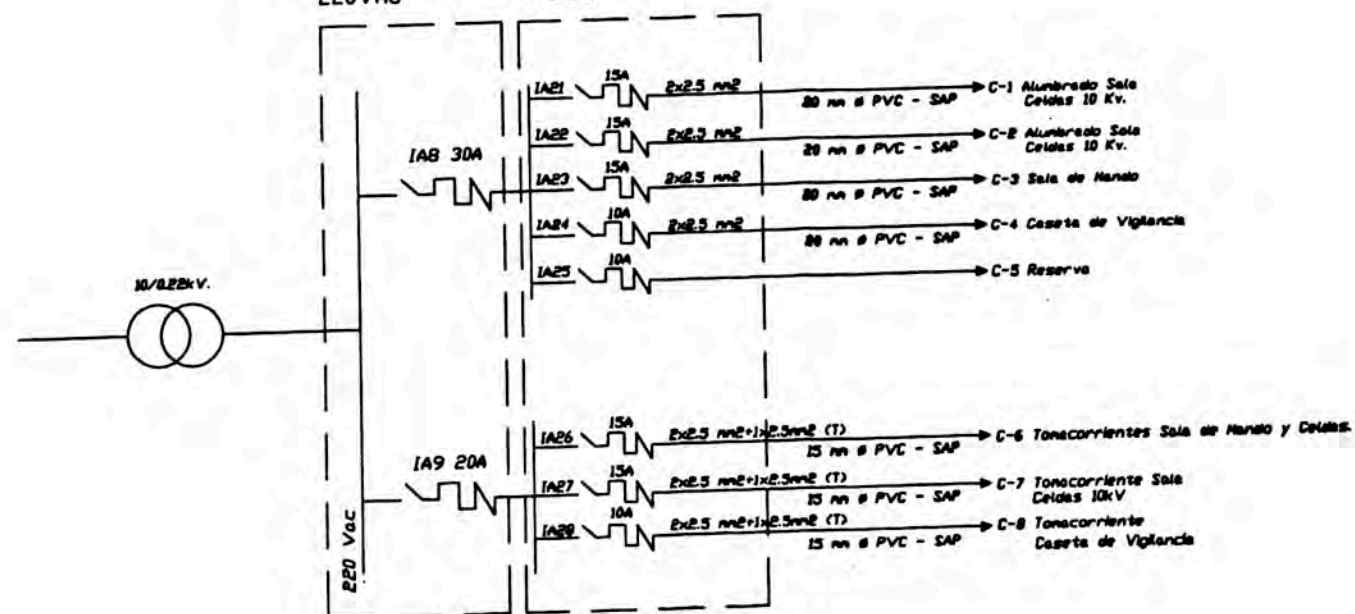 220VAC
IA21 15A 2x2.5 mm2
20 mm ø PVC - SAP
C-1 Alumbrado Sala
Celdas 10 Kv.
IA22 15A 2x2.5 mm2
20 mm ø PVC - SAP
C-2 Alumbrado Sala
Celdas 10 Kv.
IA8 30A
IA23 15A 2x2.5 mm2
20 mm ø PVC - SAP
C-3 Sala de Mando
IA24 10A 2x2.5 mm2
20 mm ø PVC - SAP
C-4 Caseta de Vigilancia
IA25 10A
C-5 Reserva
10/0.22kV.
IA26 15A 2x2.5 mm2+1x2.5mm2 (T)
15 mm ø PVC - SAP
C-6 Tomacorrientes Sala de Mando y Celdas.
IA9 20A
IA27 15A 2x2.5 mm2+1x2.5mm2 (T)
15 mm ø PVC - SAP
C-7 Tomacorriente Sala
Celdas 10kV
IA28 10A 2x2.5 mm2+1x2.5mm2 (T)
15 mm ø PVC - SAP
C-8 Tomacorriente
Caseta de Vigilancia
220 Vac